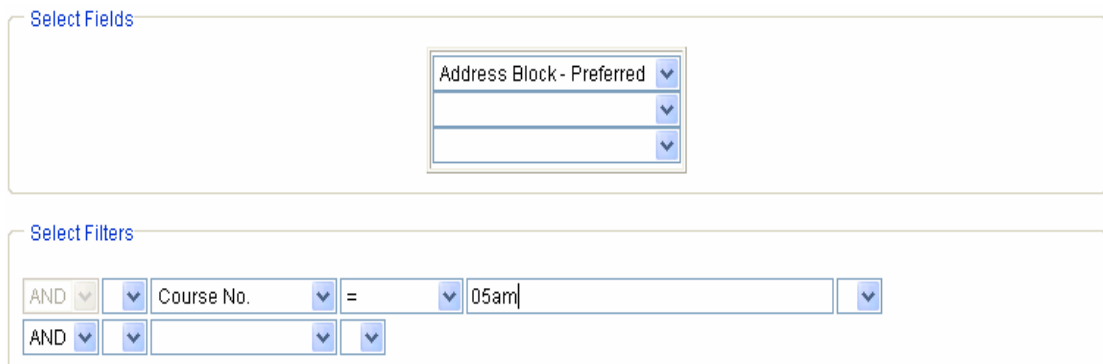 Select Fields
Address Block - Preferred
Select Filters
AND Course No. = 05am
AND